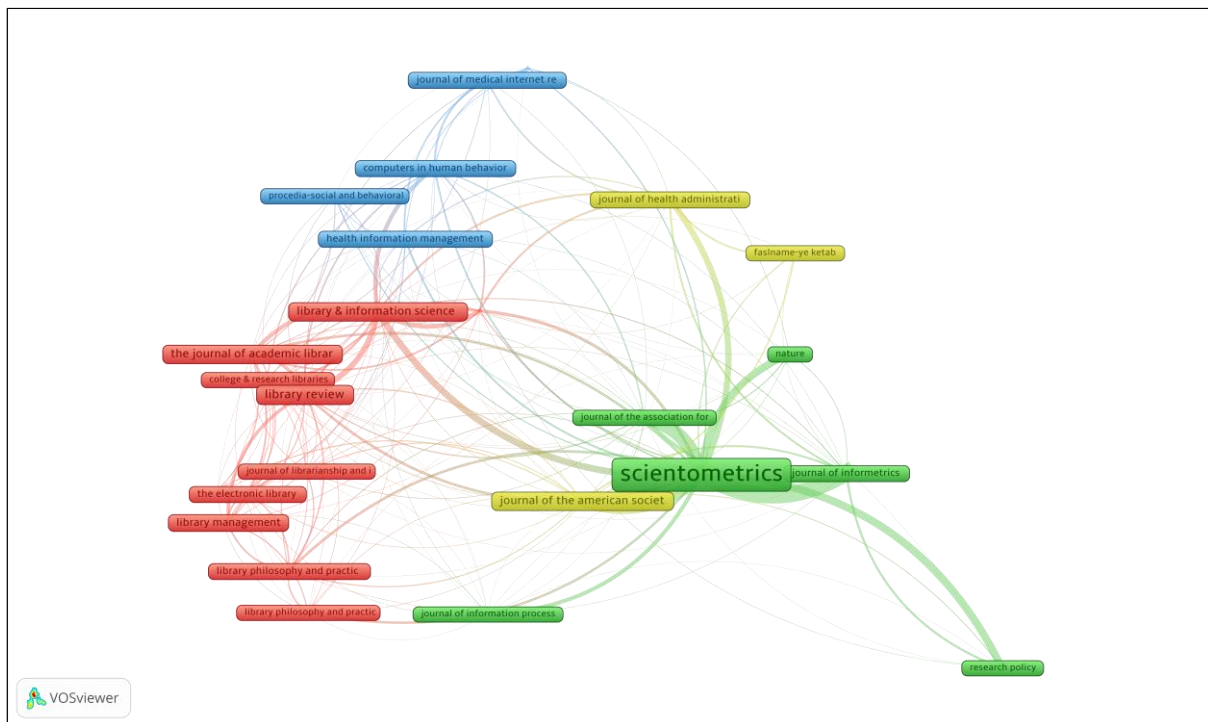 journal of medical internet re
computers in human behavior
procedia-social and behavioral
journal of health administrati
health information management
faslname-ye ketab
library & information science
the journal of academic librar
nature
college & research libraries
library review
journal of the association for
scientometrics
journal of informetrics
journal of librarianship and i
the electronic library
journal of the american societ
library management
library philosophy and practic
library philosophy and practic
journal of information process
research policy
VOSviewer